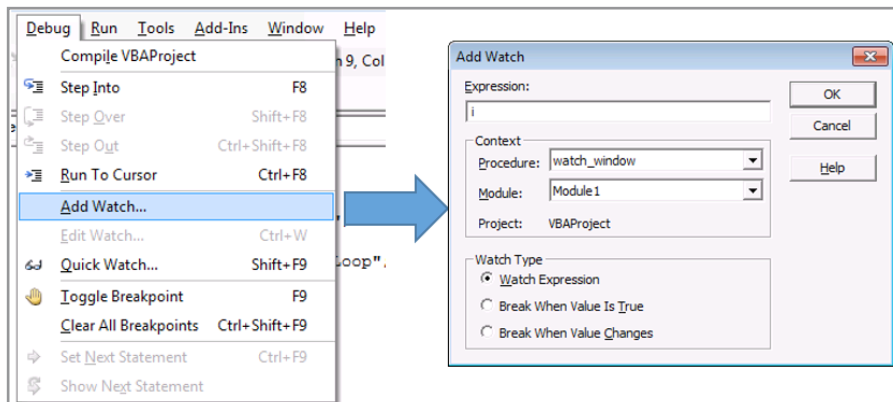 Debug Run Tools Add-Ins Window Help
Compile VBAProject
n 9, Col
Step Into F8
Step Over Shift+F8
Step Out Ctrl+Shift+F8
Run To Cursor Ctrl+F8
Add Watch...
Edit Watch... Ctrl+W
Quick Watch... Shift+F9
Loop",
Toggle Breakpoint F9
Clear All Breakpoints Ctrl+Shift+F9
Set Next Statement Ctrl+F9
Show Next Statement
Add Watch
Expression:
i
OK
Cancel
Help
Context
Procedure: watch_window
Module: Module1
Project: VBAProject
Watch Type
Watch Expression
Break When Value Is True
Break When Value Changes